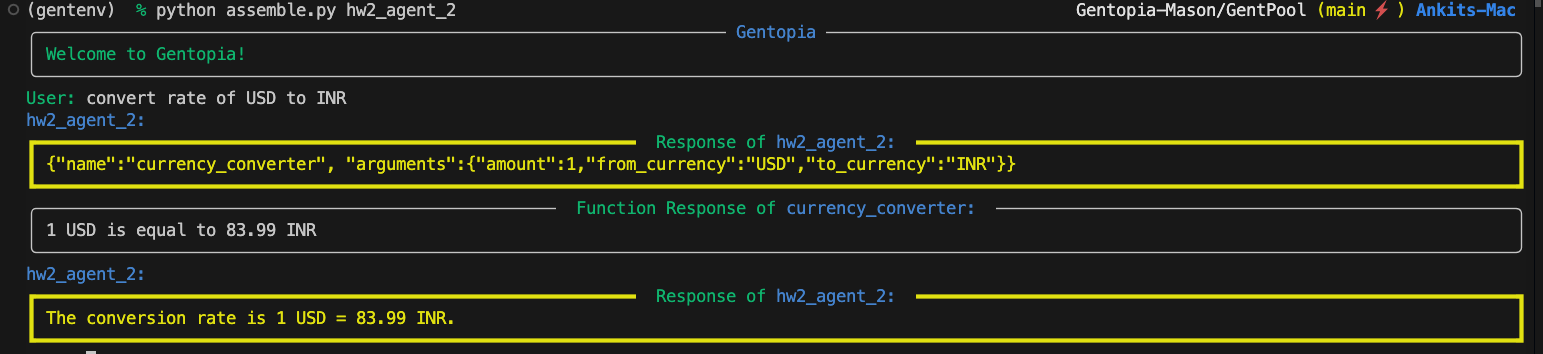 (gentenv) % python assemble.py hw2_agent_2 Gentopia-Mason/GentPool (main⚡) Ankits-Mac
Gentopia
Welcome to Gentopia!
User: convert rate of USD to INR
hw2_agent_2:
Response of hw2_agent_2:
{"name":"currency_converter", "arguments":{"amount":1,"from_currency":"USD","to_currency":"INR"}}
Function Response of currency_converter:
1 USD is equal to 83.99 INR
hw2_agent_2:
Response of hw2_agent_2:
The conversion rate is 1 USD = 83.99 INR.